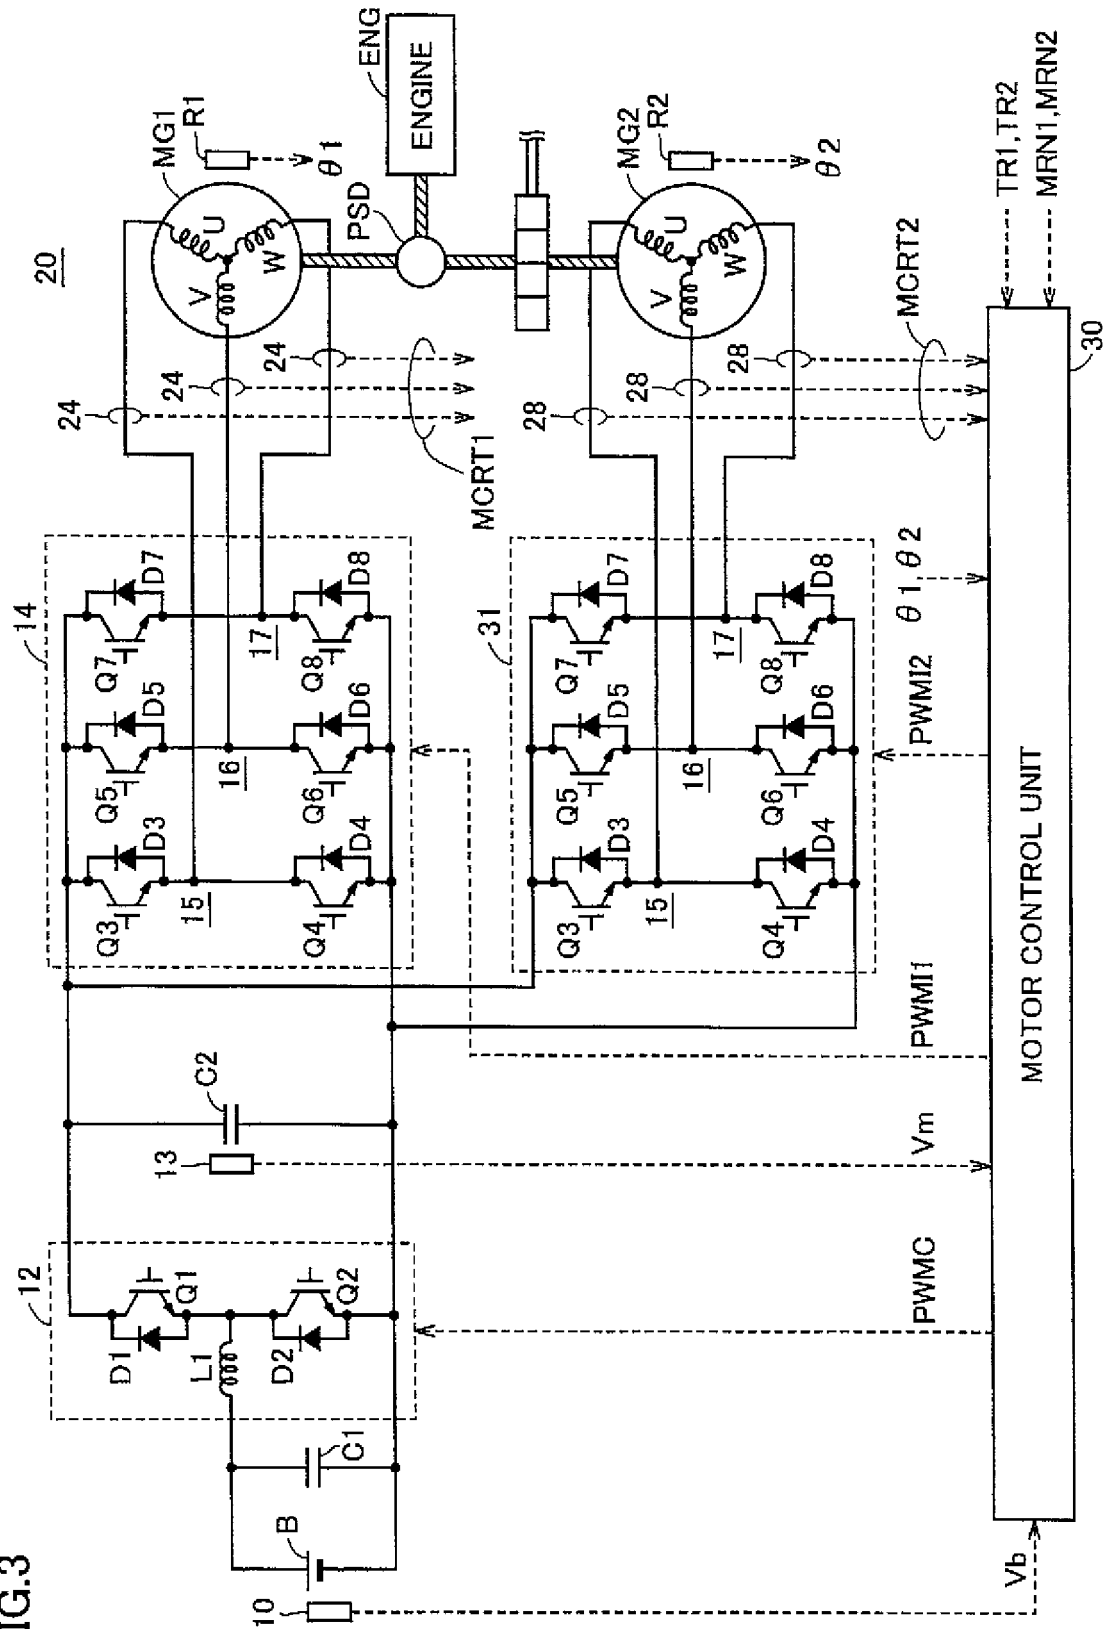 IG.3
20
10
B
C1
12
D1
L1
D2
Q1
Q2
13
C2
14
Q3
D3
Q5
D5
Q7
D7
15
16
17
Q4
D4
Q6
D6
Q8
D8
24
24
24
MCRT1
MG1
R1
θ1
U
V
W
PSD
ENG
ENGINE
31
Q3
D3
Q5
D5
Q7
D7
15
16
17
Q4
D4
Q6
D6
Q8
D8
28
28
28
MCRT2
MG2
R2
θ2
U
V
W
Vb
PWMC
Vm
PWMI1
PWMI2
θ1 θ2
TR1,TR2
MRN1,MRN2
MOTOR CONTROL UNIT
30